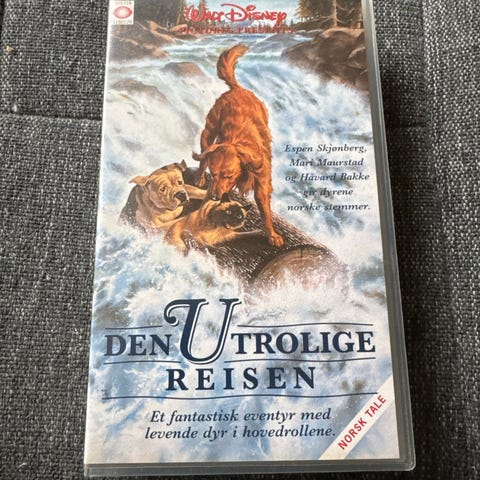 WALT DISNEY
PICTURES PRESENTS
Espen Skjønberg,
Mari Maurstad
og Håvard Bakke
gir dyrene
norske stemmer.
DEN UTROLIGE
REISEN
Et fantastisk eventyr med
levende dyr i hovedrollene.
NORSK TALE